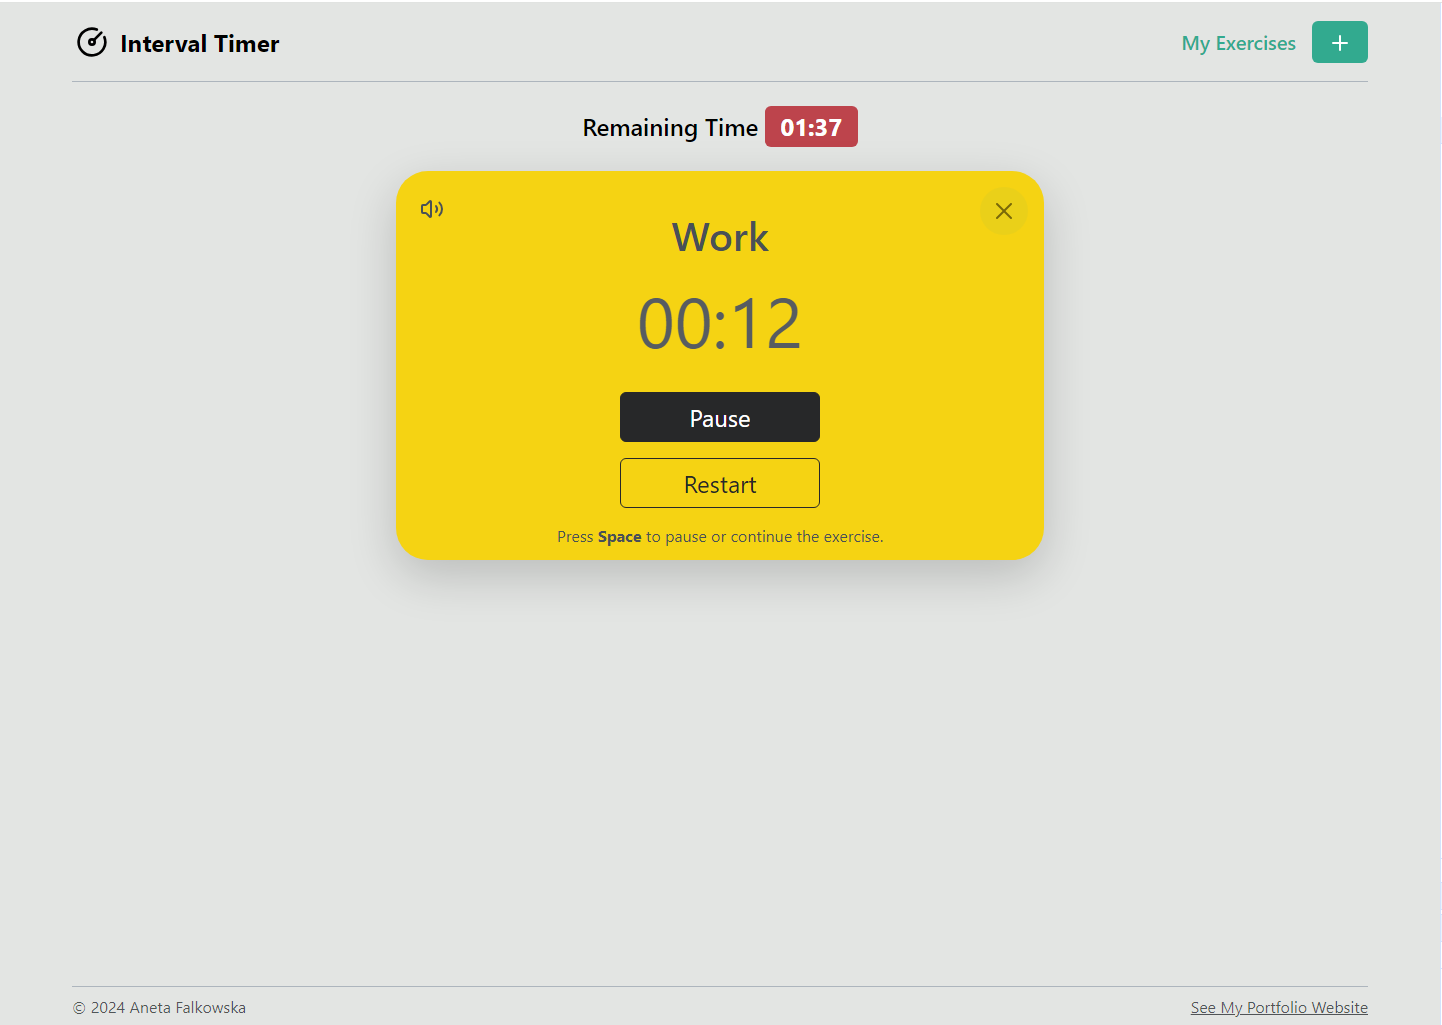 Interval Timer
My Exercises
Remaining Time 01:37
Work
00:12
Pause
Restart
Press Space to pause or continue the exercise.
© 2024 Aneta Falkowska
See My Portfolio Website